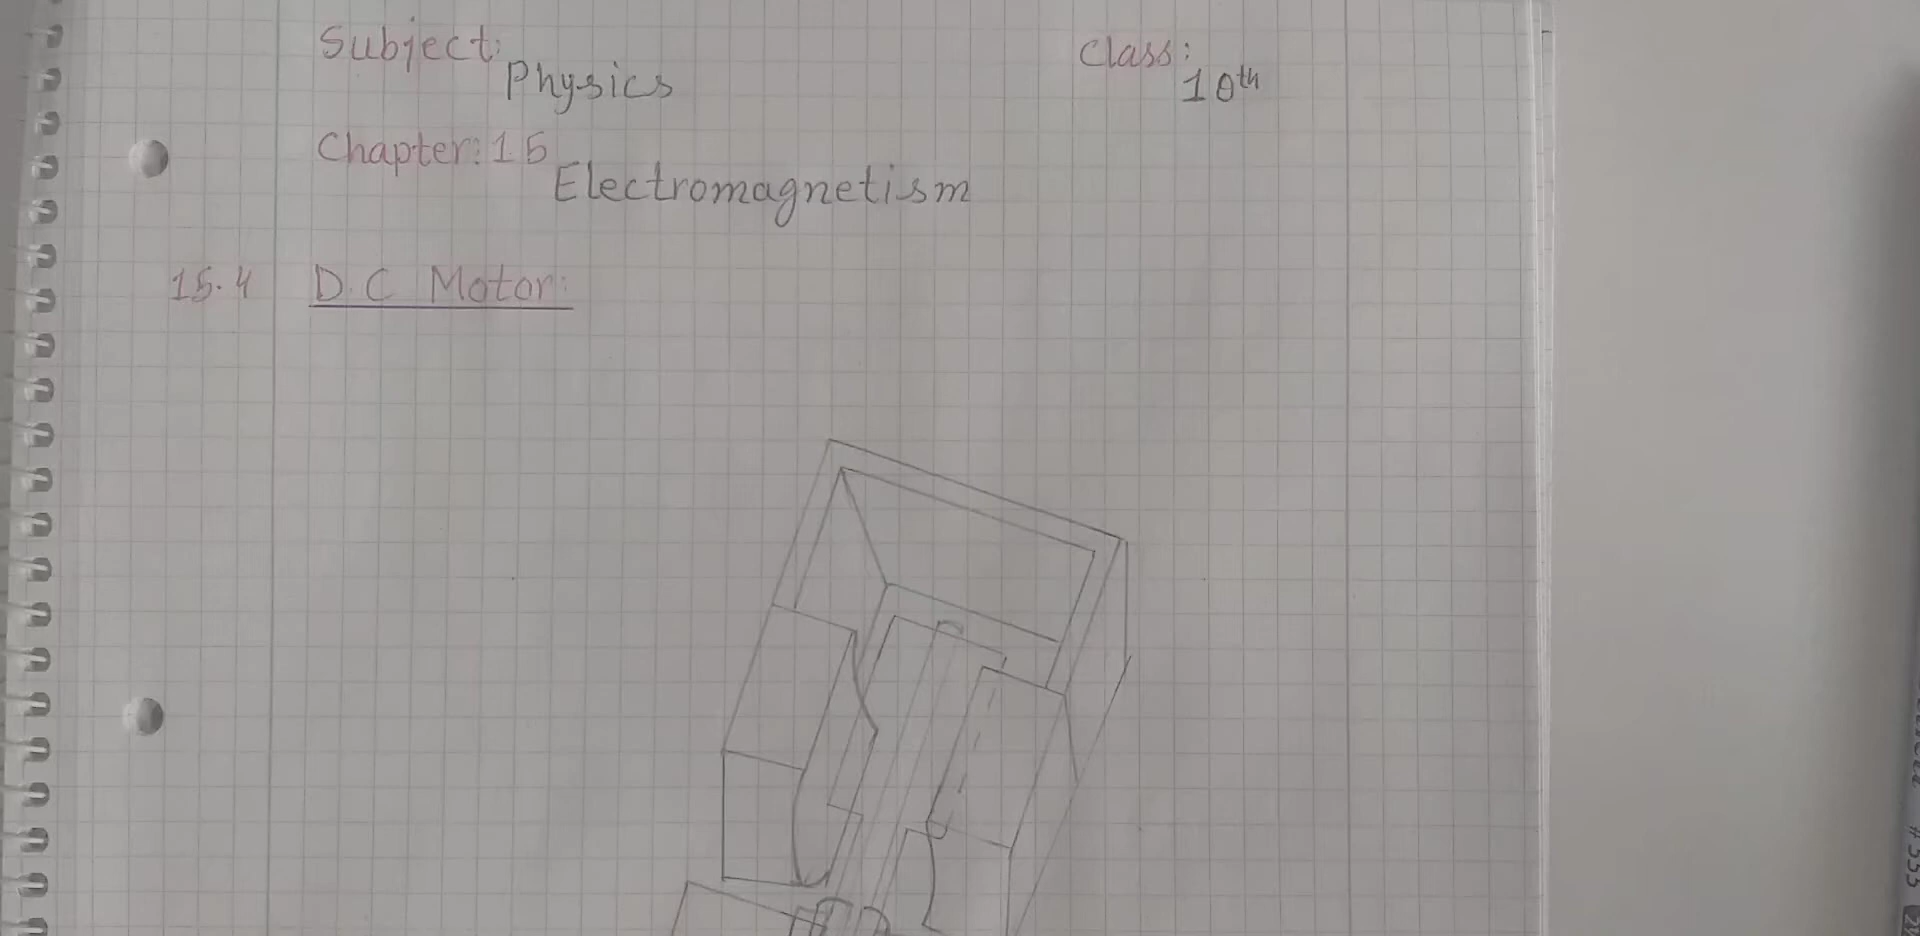 Subject: Physics Class: 10th
Chapter: 15 Electromagnetism
15.4 D.C Motor: